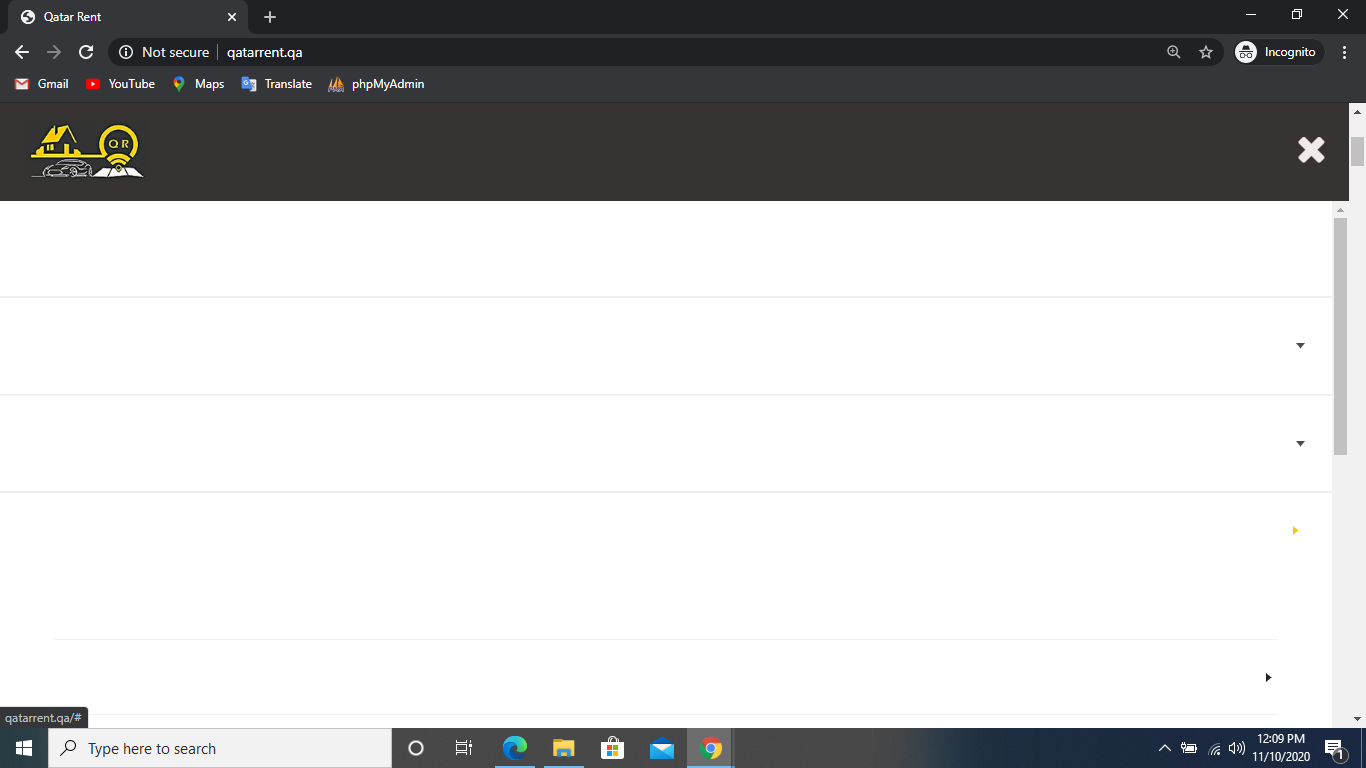 Qatar Rent
Not secure qatarrent.qa
Incognito
Gmail YouTube Maps Translate phpMyAdmin
QR
qatarrent.qa/#
Type here to search
12:09 PM
11/10/2020
1